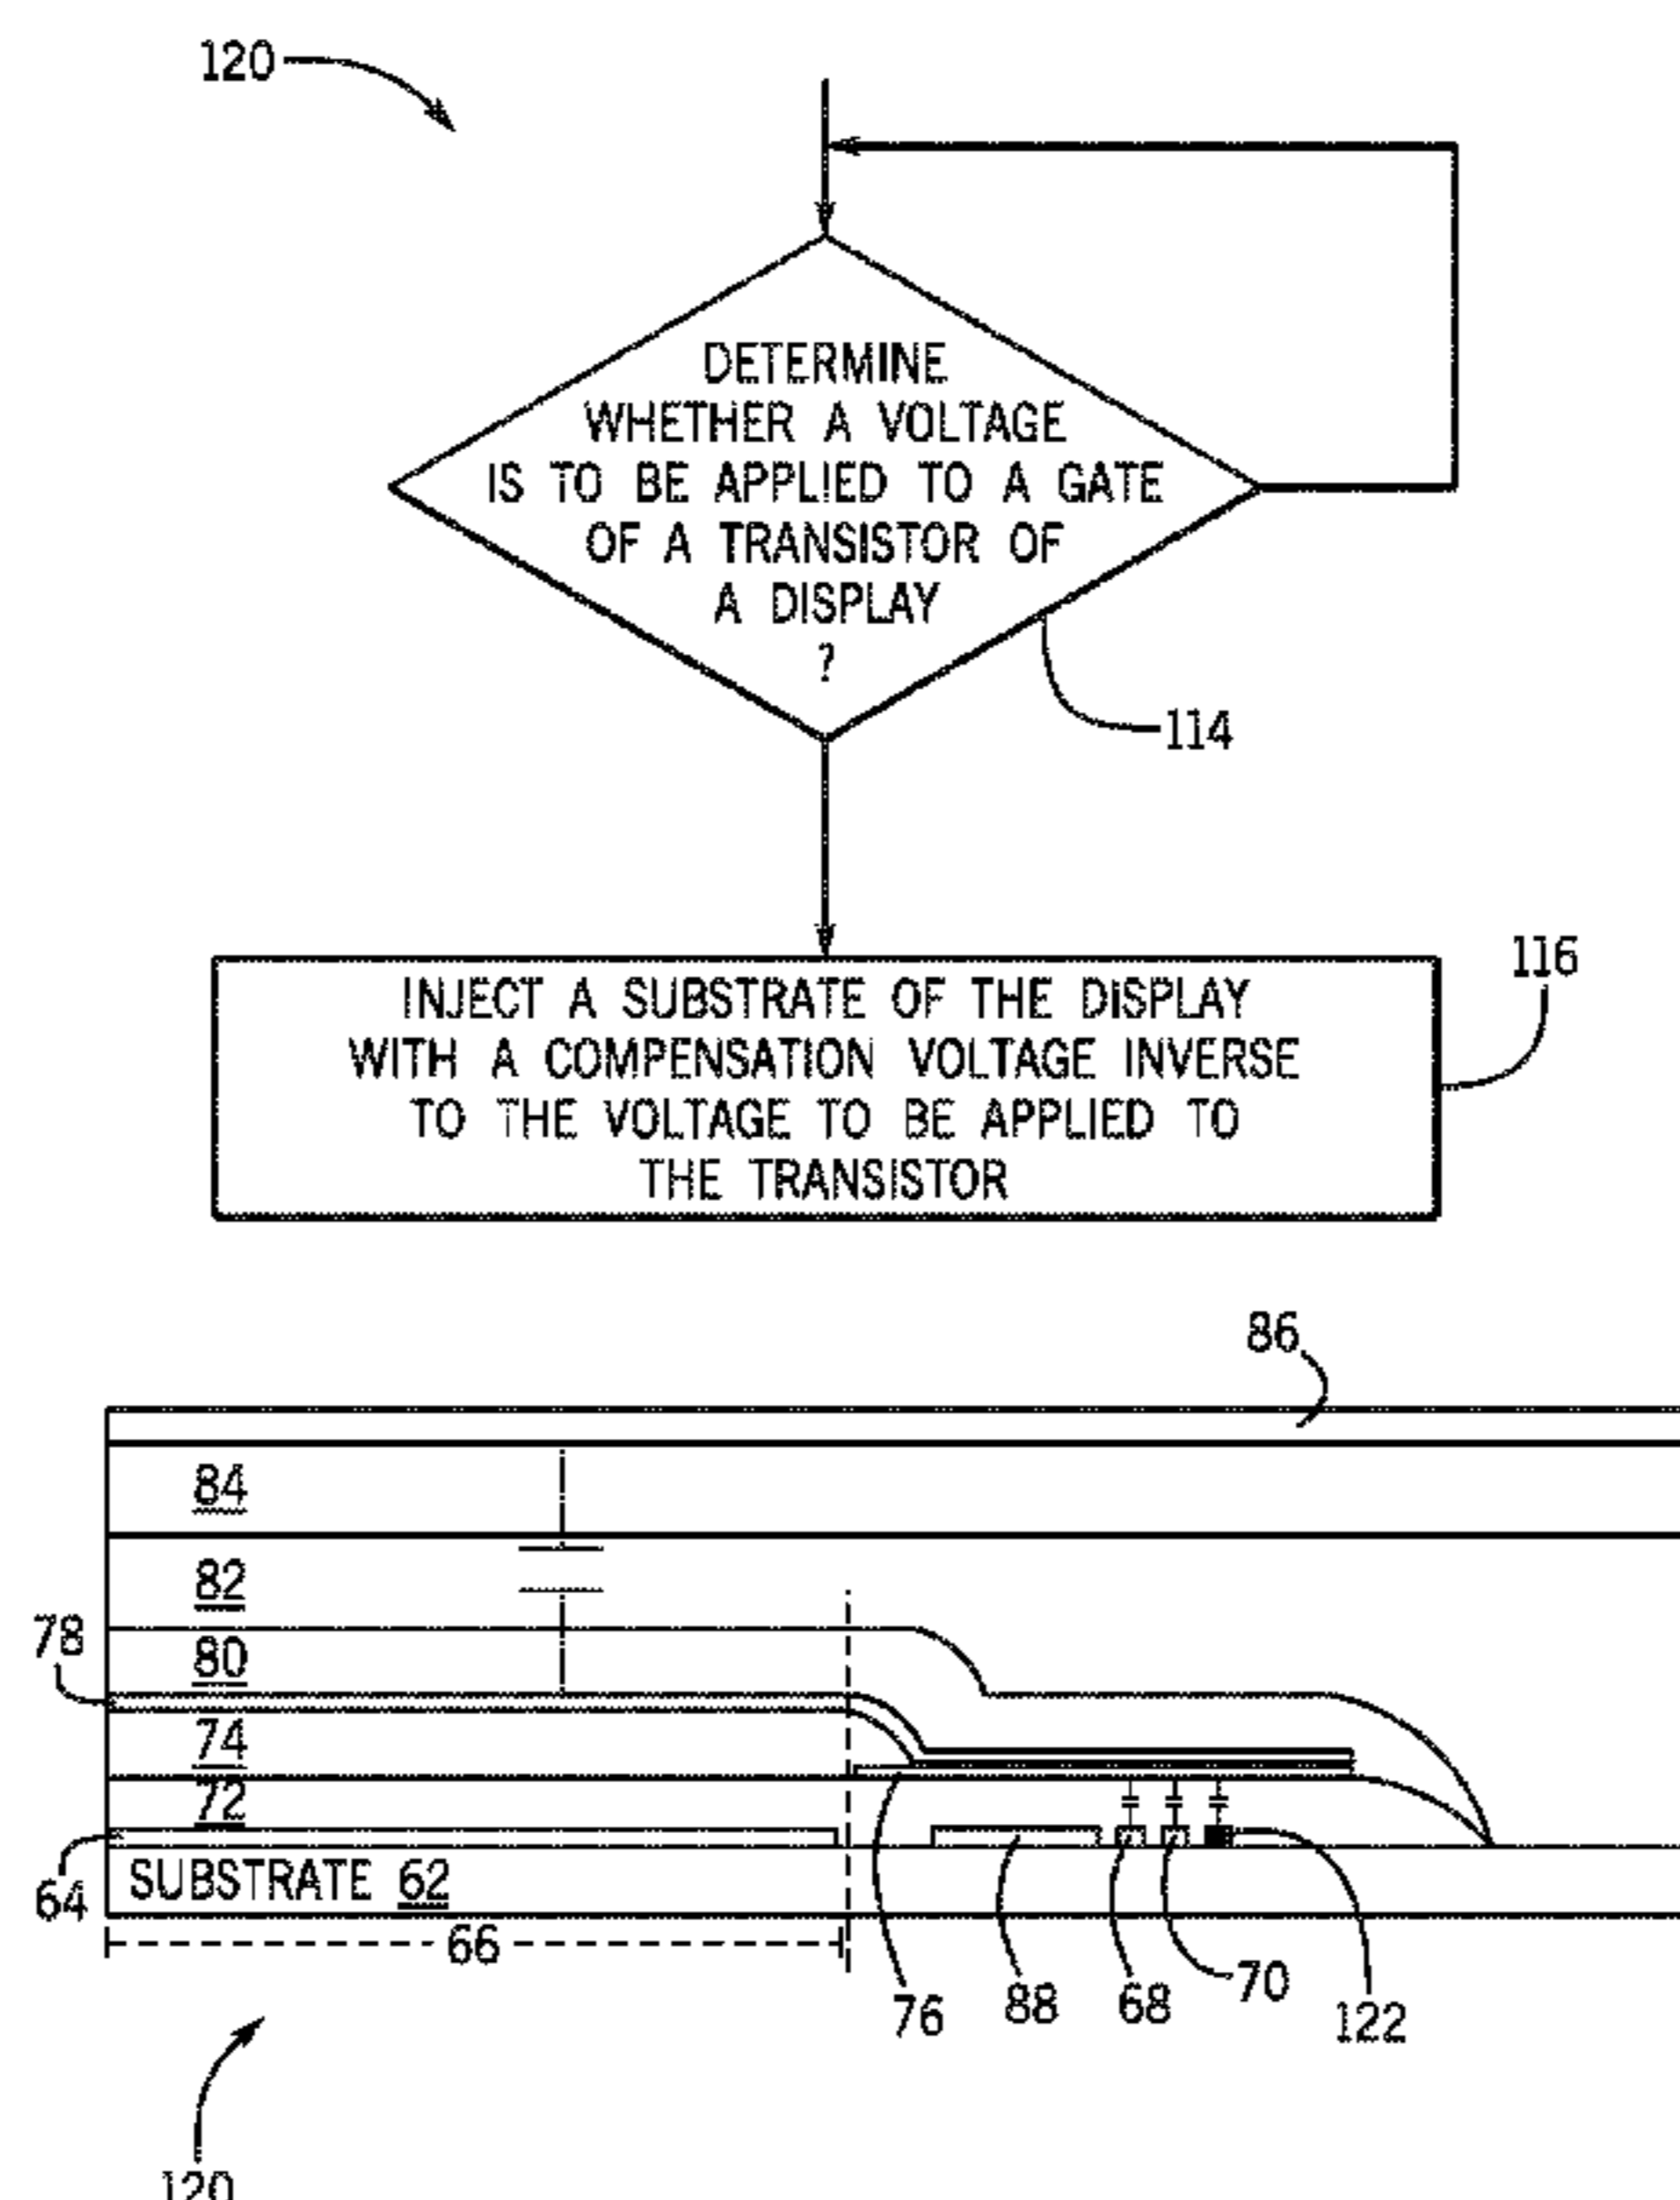 120
DETERMINE
WHETHER A VOLTAGE
IS TO BE APPLIED TO A GATE
OF A TRANSISTOR OF
A DISPLAY
?
114
116
INJECT A SUBSTRATE OF THE DISPLAY
WITH A COMPENSATION VOLTAGE INVERSE
TO THE VOLTAGE TO BE APPLIED TO
THE TRANSISTOR
86
84
82
78
80
74
72
64
SUBSTRATE 62
66
76
88
68
70
122
120